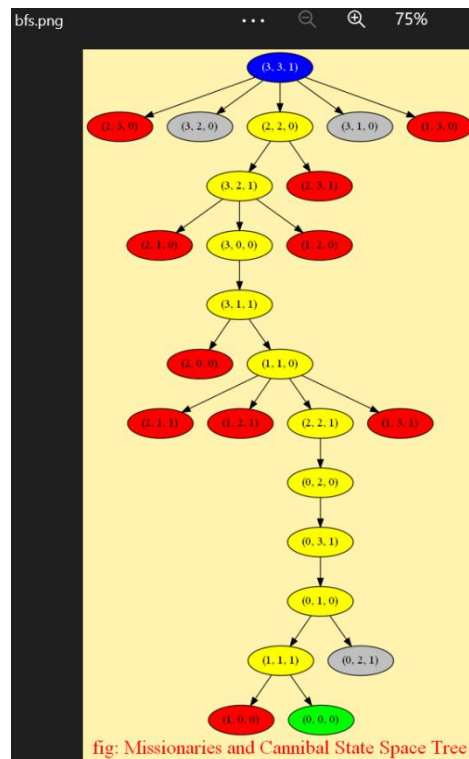 bfs.png ... 75%
(3, 3, 1)
(2, 3, 0) (3, 2, 0) (2, 2, 0) (3, 1, 0) (1, 3, 0)
(3, 2, 1) (2, 3, 1)
(2, 1, 0) (3, 0, 0) (1, 2, 0)
(3, 1, 1)
(2, 0, 0) (1, 1, 0)
(2, 1, 1) (1, 2, 1) (2, 2, 1) (1, 3, 1)
(0, 2, 0)
(0, 3, 1)
(0, 1, 0)
(1, 1, 1) (0, 2, 1)
(1, 0, 0) (0, 0, 0)
fig: Missionaries and Cannibal State Space Tree